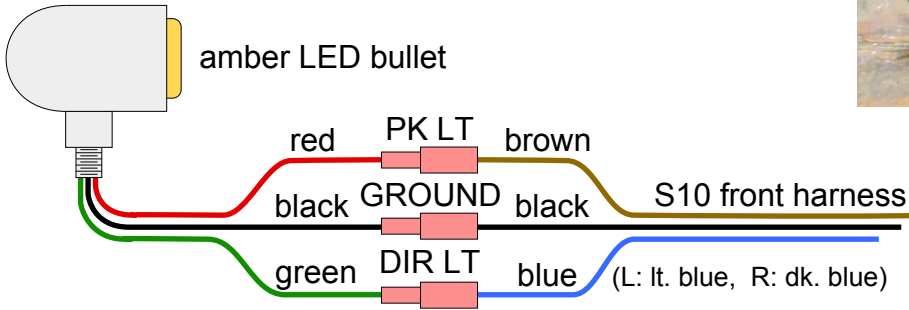 amber LED bullet
red PK LT brown
S10 front harness
black GROUND black
green DIR LT blue (L: lt. blue, R: dk. blue)